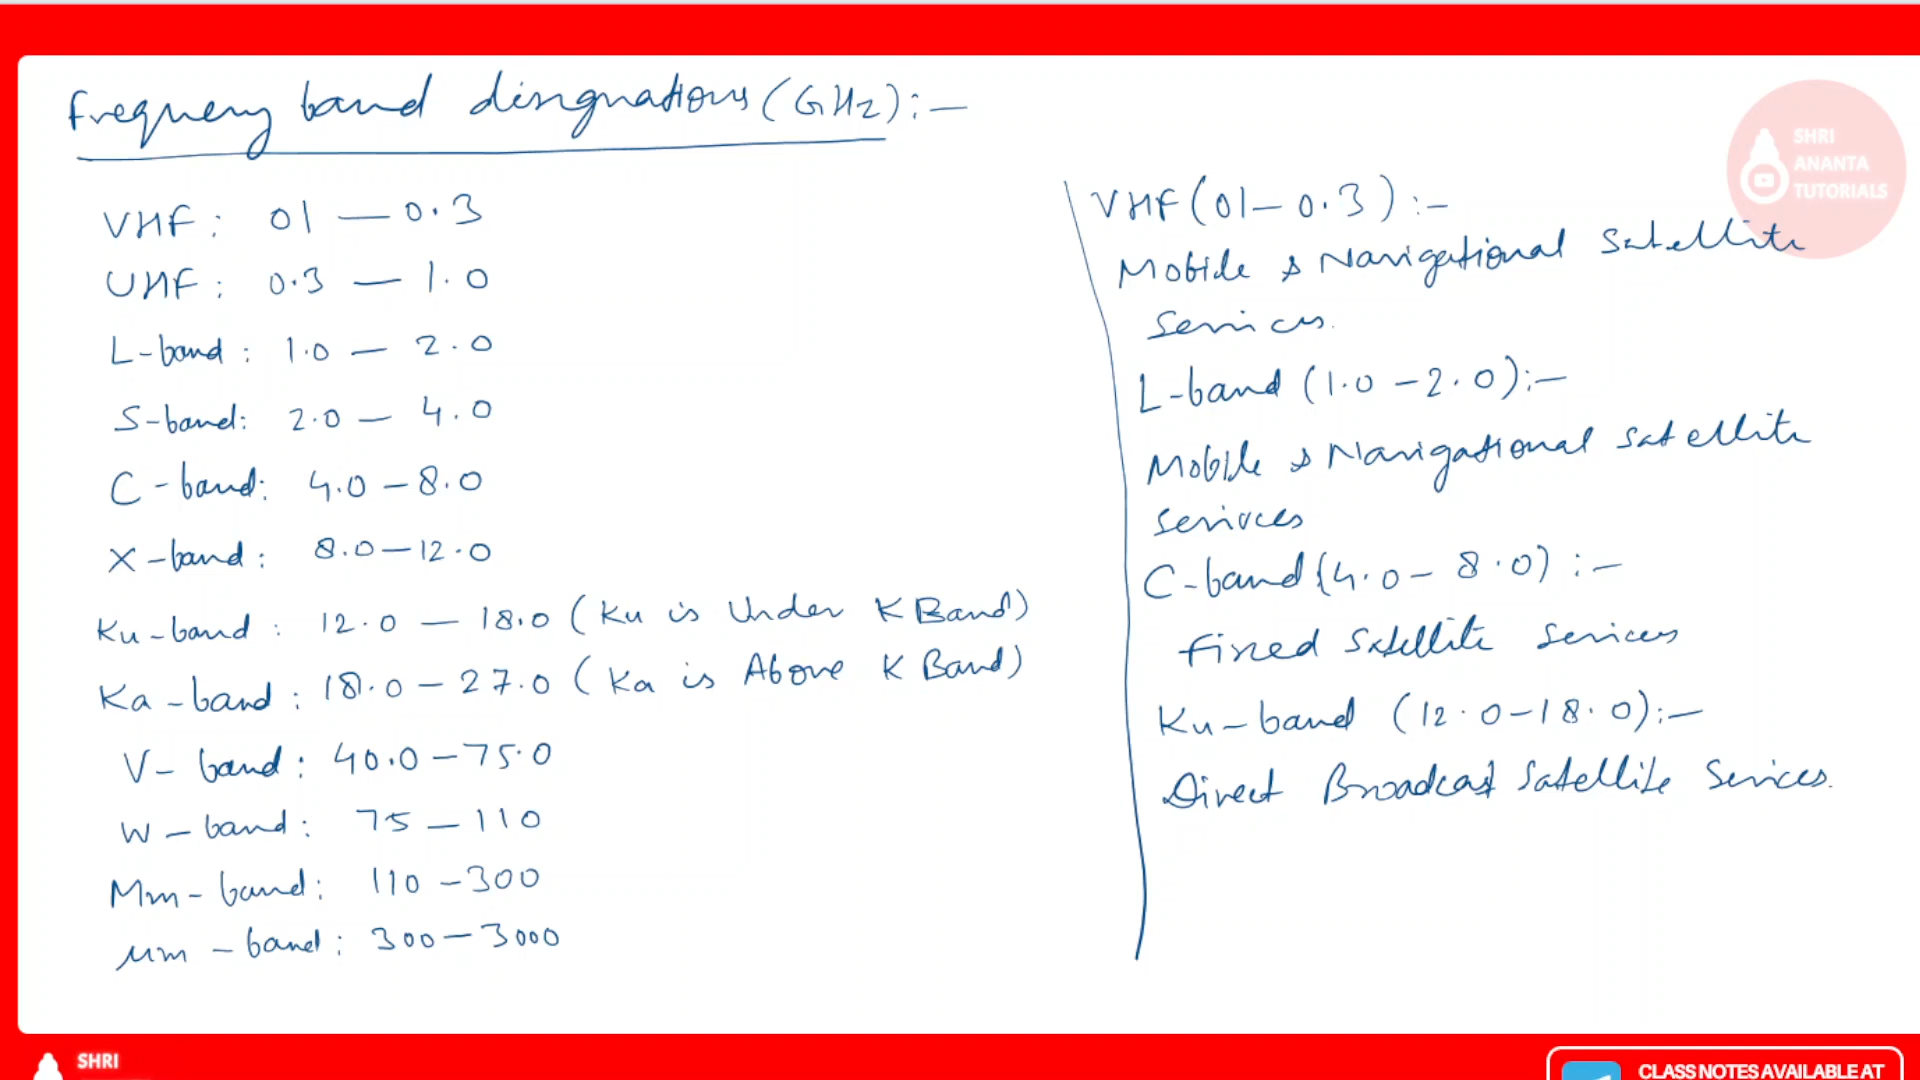 Frequency band dingnations (GHz):-
VHF: 01 — 0.3
UHF: 0.3 — 1.0
L-band: 1.0 — 2.0
S-band: 2.0 — 4.0
C-band: 4.0 – 8.0
X-band: 8.0 – 12.0
Ku-band: 12.0 — 18.0 (Ku is Under K Band)
Ka-band: 18.0 – 27.0 (Ka is Above K Band)
V-band: 40.0 – 75.0
W-band: 75 – 110
Mm-band: 110 – 300
μm-band: 300 – 3000
VHF (01 – 0.3):-
Mobile & Navigational Satellite
Services.
L-band (1.0 – 2.0):-
Mobile & Navigational satellite
serivces
C-band (4.0 – 8.0):-
fixed satellite services
Ku-band (12.0 – 18.0):-
Direct Broadcast Satellite Services.
SHRI
ANANTA
TUTORIALS
SHRI
CLASS NOTES AVAILABLE AT